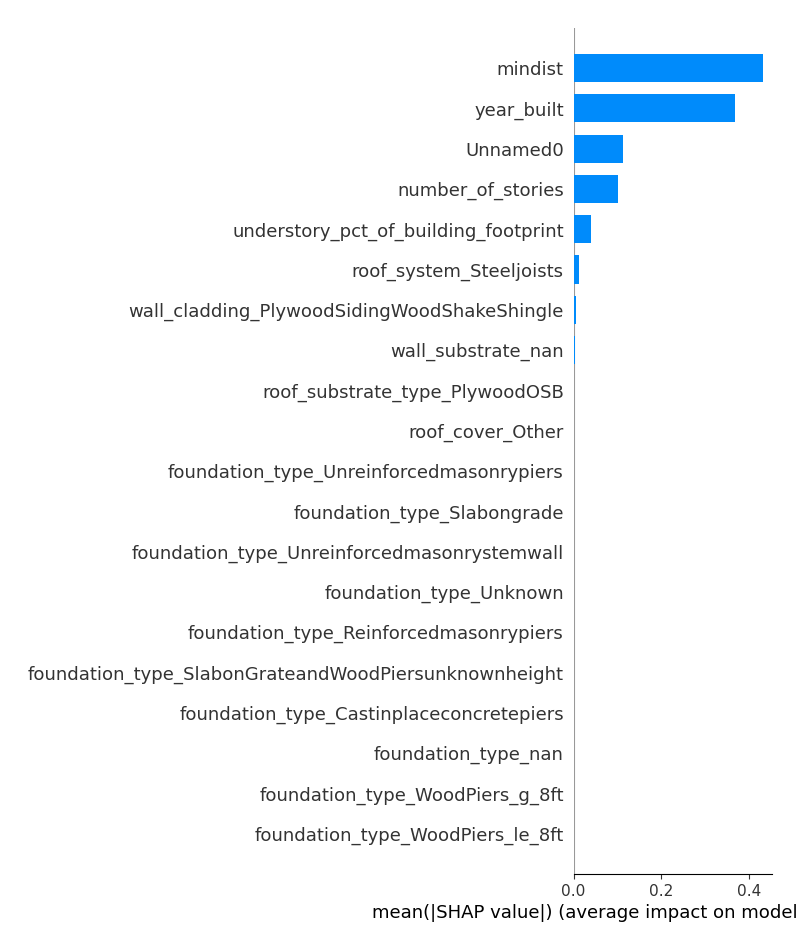 mindist
year_built
Unnamed0
number_of_stories
understory_pct_of_building_footprint
roof_system_Steeljoists
wall_cladding_PlywoodSidingWoodShakeShingle
wall_substrate_nan
roof_substrate_type_PlywoodOSB
roof_cover_Other
foundation_type_Unreinforcedmasonrypiers
foundation_type_Slabongrade
foundation_type_Unreinforcedmasonrystemwall
foundation_type_Unknown
foundation_type_Reinforcedmasonrypiers
foundation_type_SlabonGrateandWoodPiersunknownheight
foundation_type_Castinplaceconcretepiers
foundation_type_nan
foundation_type_WoodPiers_g_8ft
foundation_type_WoodPiers_le_8ft
0.0 0.2 0.4
mean(|SHAP value|) (average impact on model